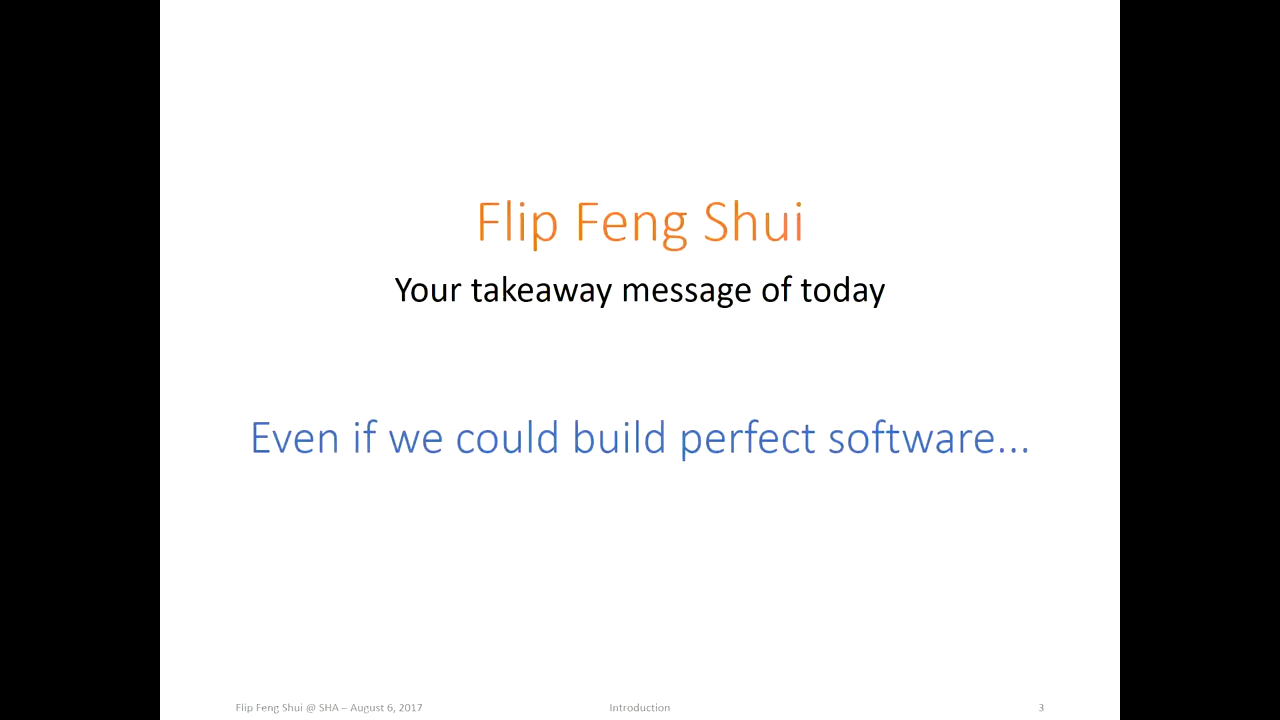 Flip Feng Shui
Your takeaway message of today
Even if we could build perfect software...
Flip Feng Shui @ SHA – August 6, 2017
Introduction
3